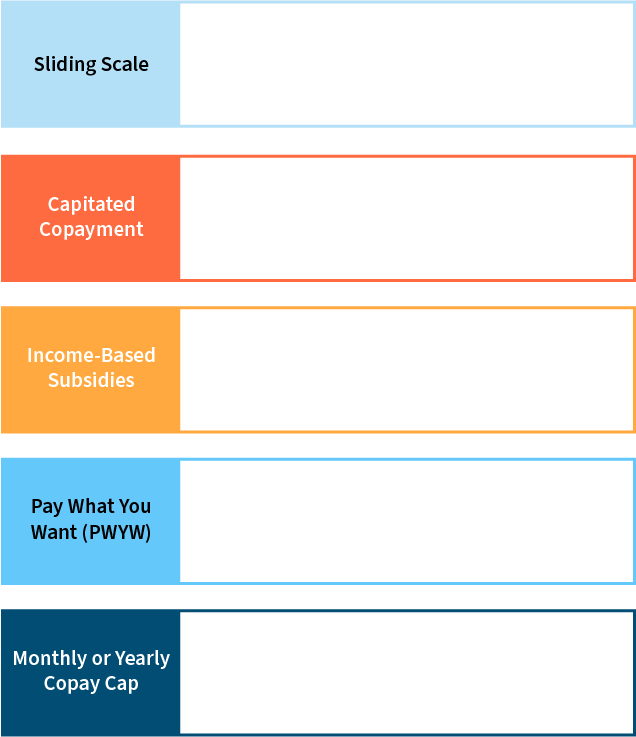 Sliding Scale
Capitated
Copayment
Income-Based
Subsidies
Pay What You
Want (PWYW)
Monthly or Yearly
Copay Cap